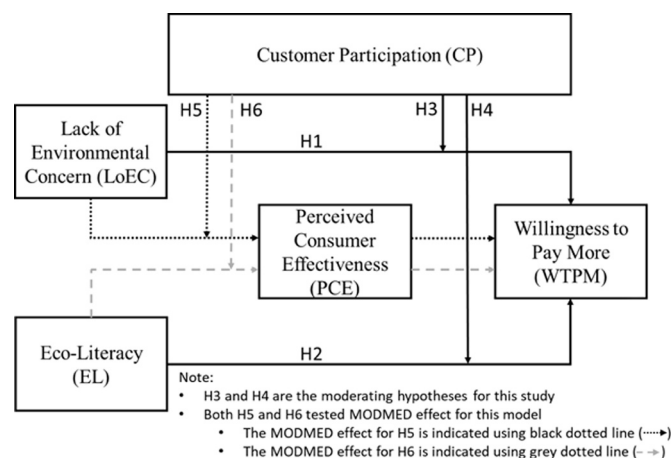 Customer Participation (CP)
H5 H6 H3 H4
Lack of
Environmental
Concern (LoEC)
H1
Perceived
Consumer
Effectiveness
(PCE)
Willingness to
Pay More
(WTPM)
Eco-Literacy
(EL)
H2
Note:
• H3 and H4 are the moderating hypotheses for this study
• Both H5 and H6 tested MODMED effect for this model
• The MODMED effect for H5 is indicated using black dotted line (┈►)
• The MODMED effect for H6 is indicated using grey dotted line (- →)